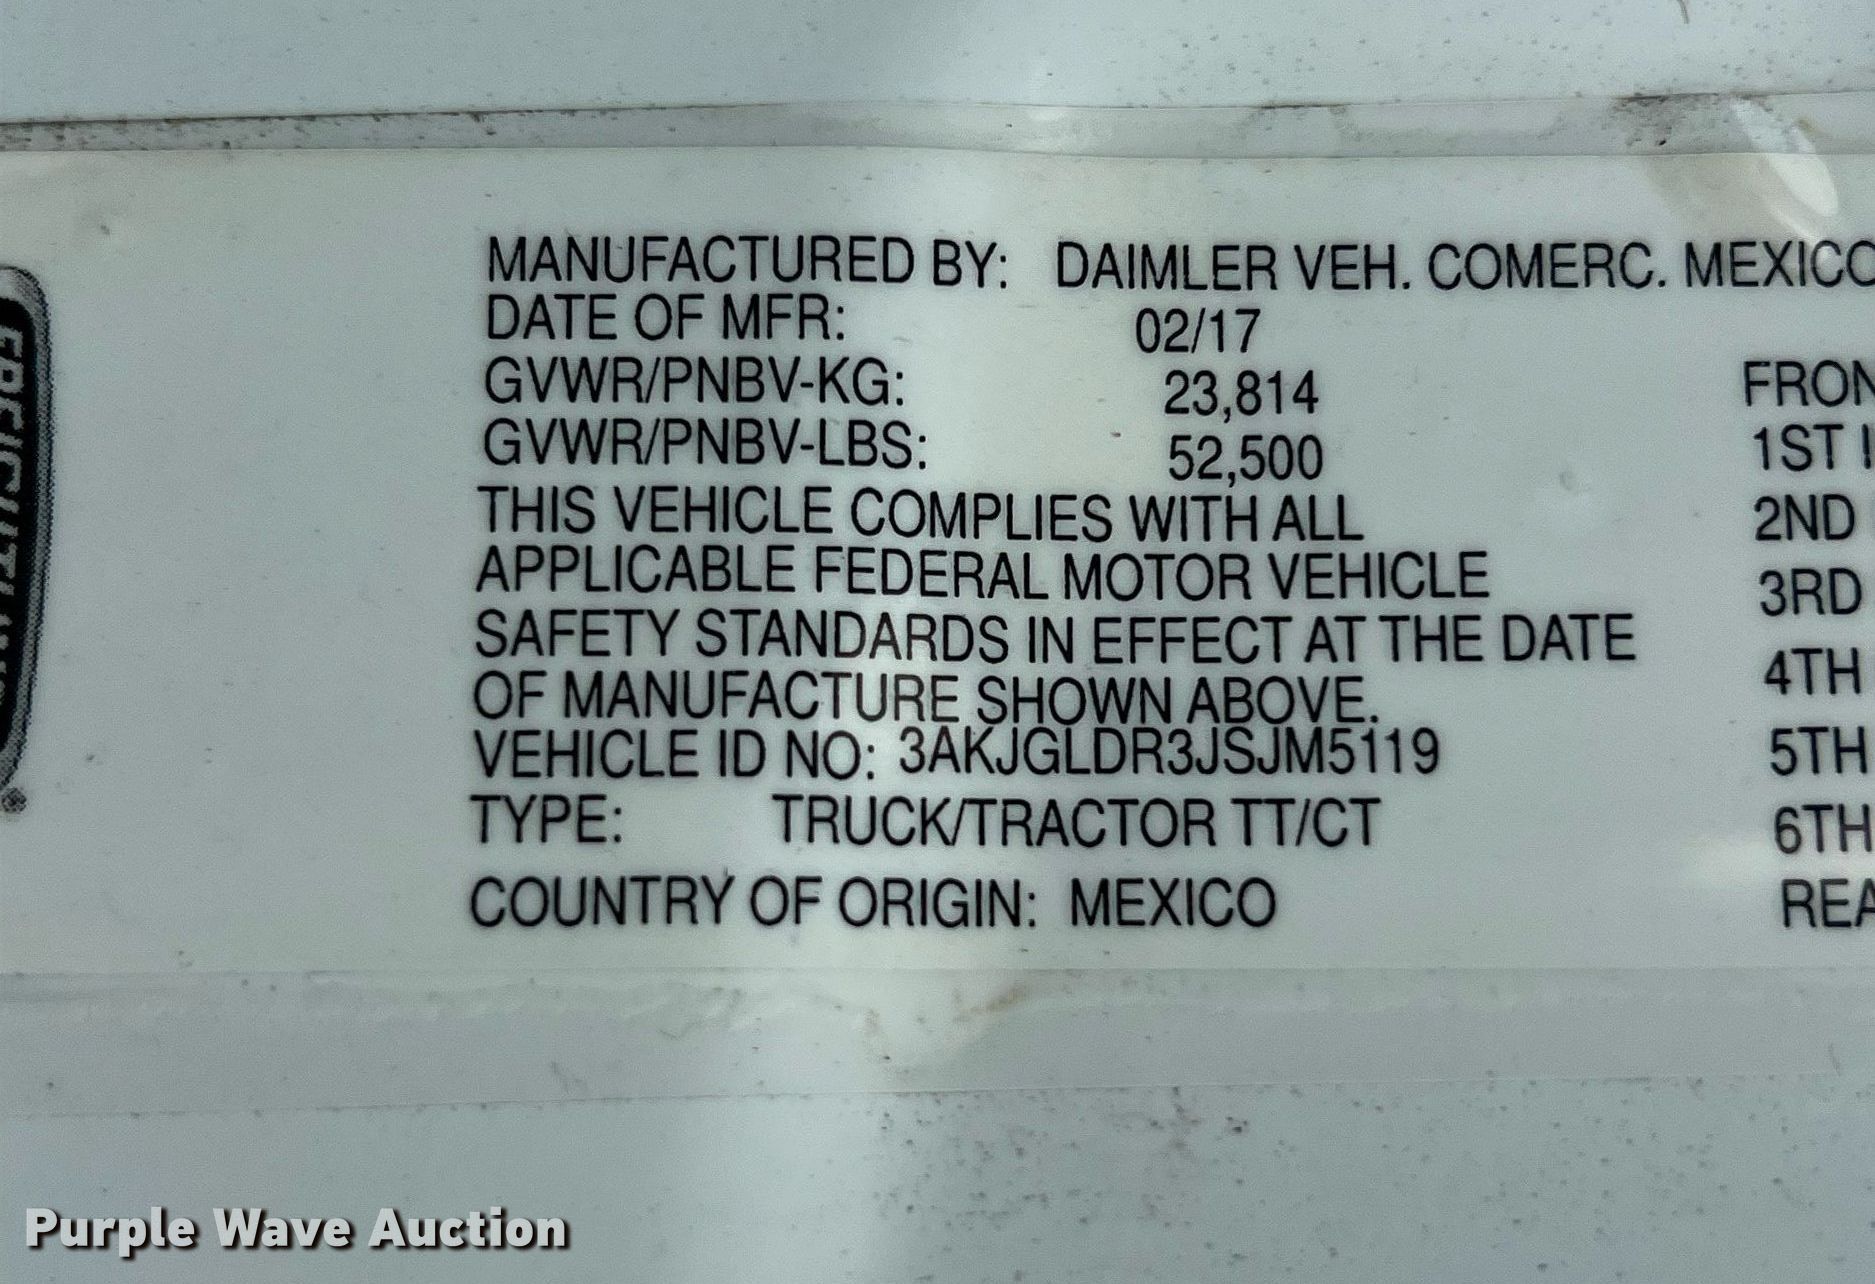 MANUFACTURED BY: DAIMLER VEH. COMERC. MEXICO
DATE OF MFR: 02/17
GVWR/PNBV-KG: 23,814
GVWR/PNBV-LBS: 52,500
THIS VEHICLE COMPLIES WITH ALL
APPLICABLE FEDERAL MOTOR VEHICLE
SAFETY STANDARDS IN EFFECT AT THE DATE
OF MANUFACTURE SHOWN ABOVE.
VEHICLE ID NO: 3AKJGLDR3JSJM5119
TYPE: TRUCK/TRACTOR TT/CT
COUNTRY OF ORIGIN: MEXICO
FRON
1ST I
2ND
3RD
4TH
5TH
6TH
REA
®
Purple Wave Auction